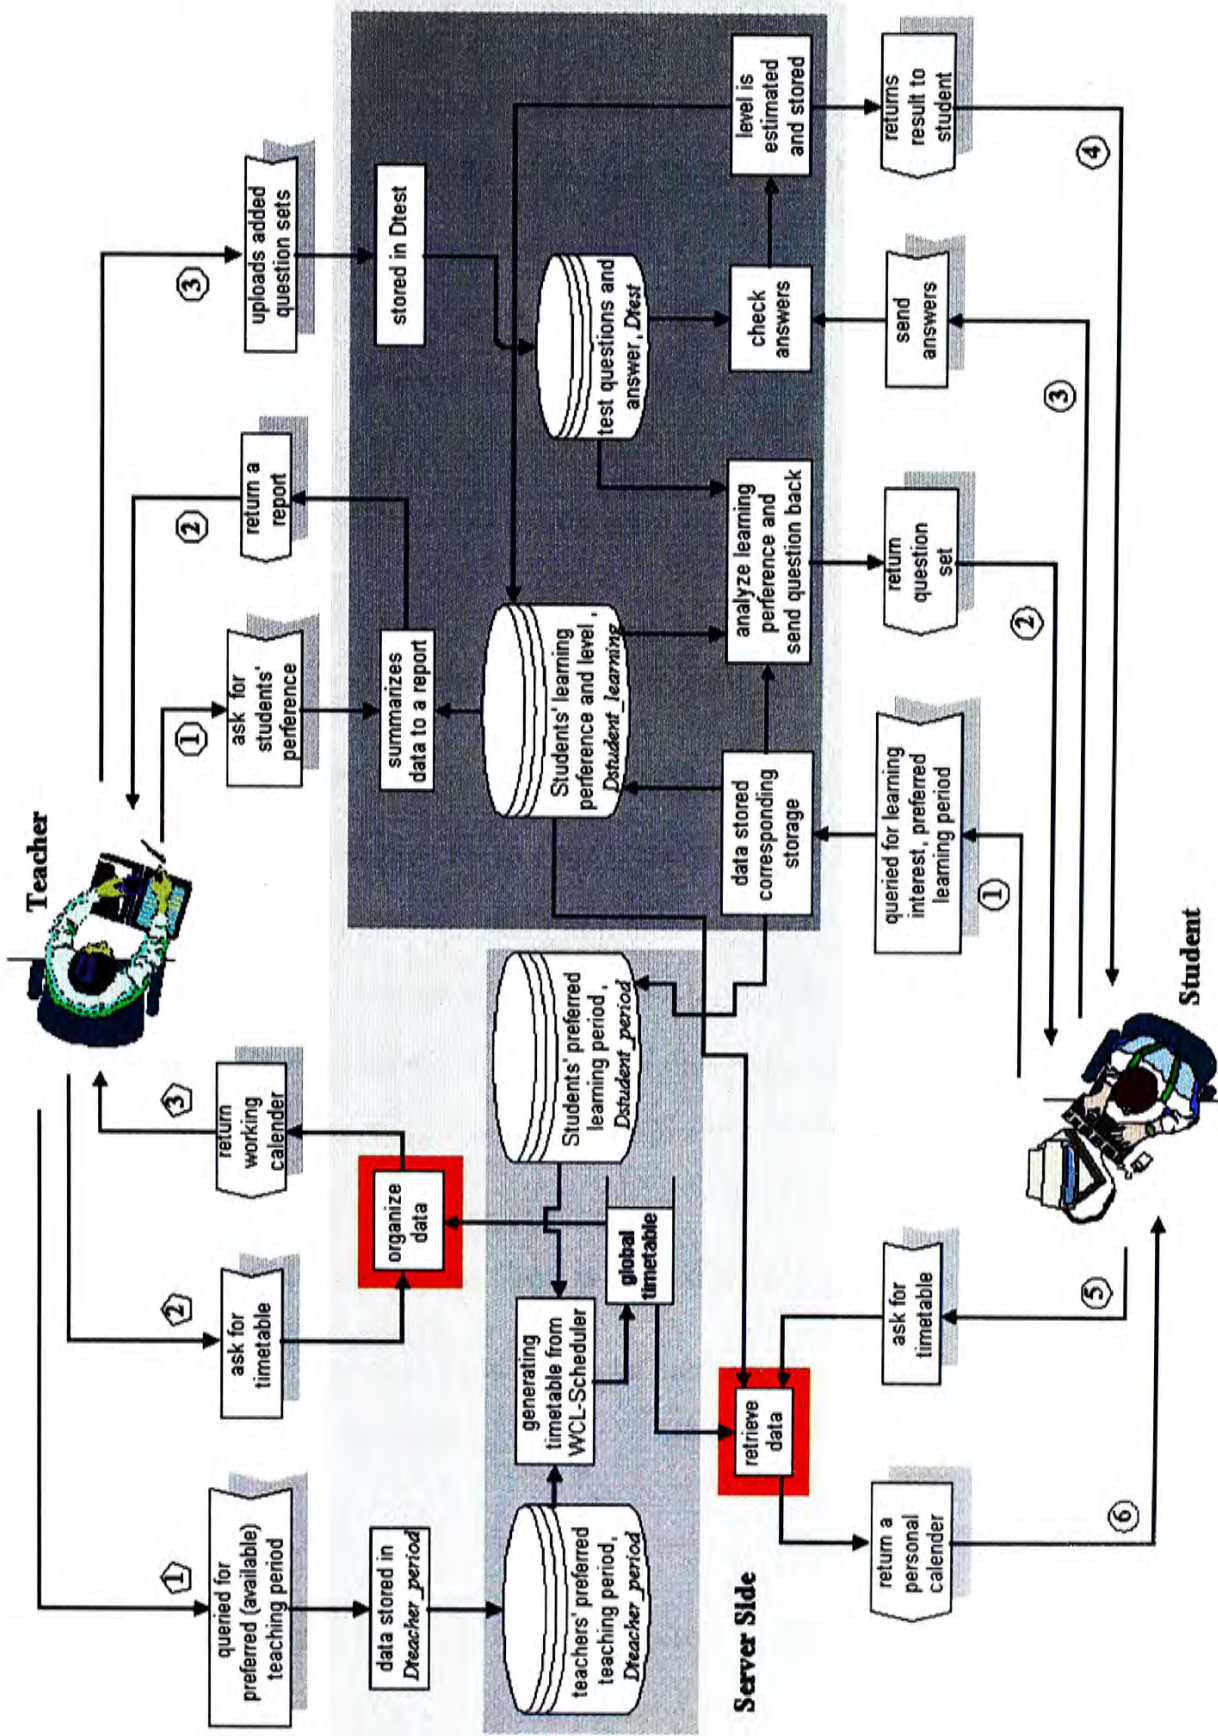 Teacher
1
queried for
preferred (available)
teaching period
2
ask for
timetable
3
return
working
calender
1
ask for
students'
perference
2
return a
report
3
uploads added
question sets
data stored in
Dteacher_period
organize
data
summarizes
data to a report
stored in Dtest
teachers' preferred
teaching period,
Dteacher_period
generating
timetable from
WCL-Scheduler
global
timetable
Students' preferred
learning period ,
Dstudent_period
Students' learning
perference and level ,
Dstudent_learning
test questions and
answer, Dtest
Server Side
retrieve
data
data stored
corresponding
storage
analyze learning
perference and
send question back
check
answers
level is
estimated
and stored
return a
personal
calender
ask for
timetable
queried for learning
interest, preferred
learning period
return
question
set
send
answers
returns
result to
student
6
5
1
2
3
4
Student